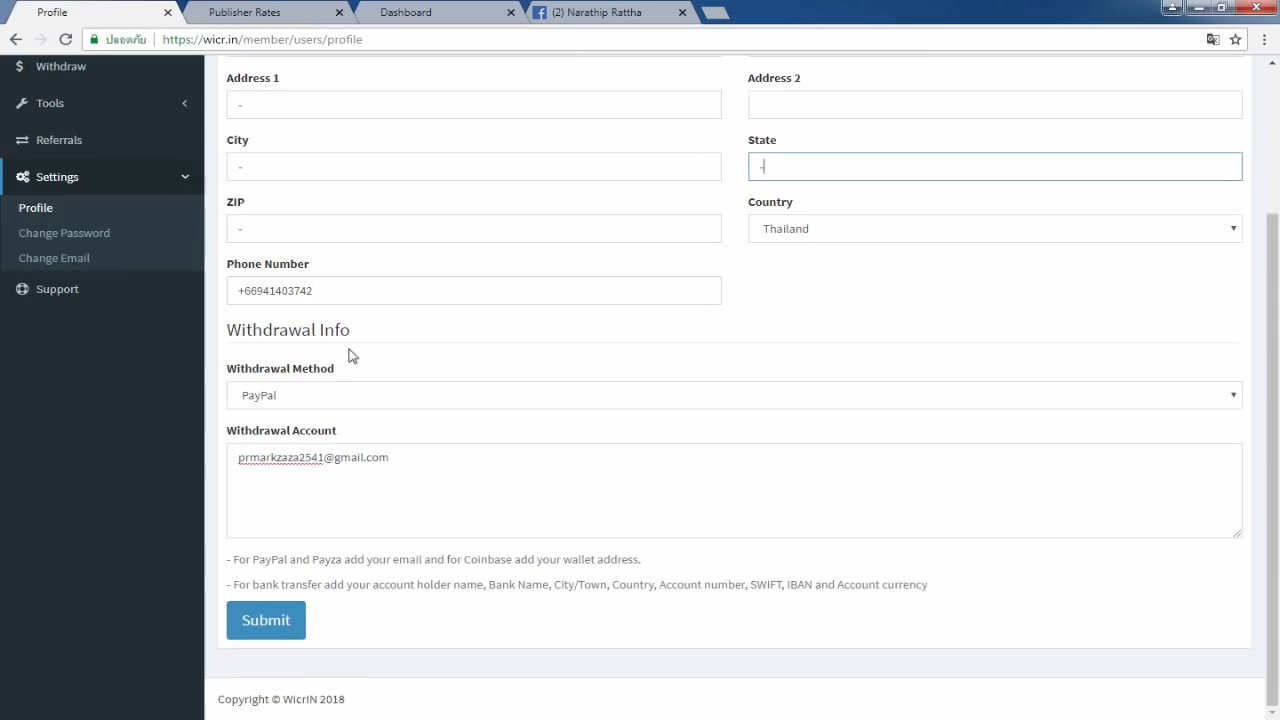 Profile
Publisher Rates
Dashboard
(2) Narathip Rattha
ปลอดภัย
https://wicr.in/member/users/profile
$ Withdraw
Tools
Referrals
Settings
Profile
Change Password
Change Email
Support
Address 1
Address 2
-
City
State
-
-
ZIP
Country
-
Thailand
Phone Number
+66941403742
Withdrawal Info
Withdrawal Method
PayPal
Withdrawal Account
prmarkzaza2541@gmail.com
- For PayPal and Payza add your email and for Coinbase add your wallet address.
- For bank transfer add your account holder name, Bank Name, City/Town, Country, Account number, SWIFT, IBAN and Account currency
Submit
Copyright © WicrIN 2018